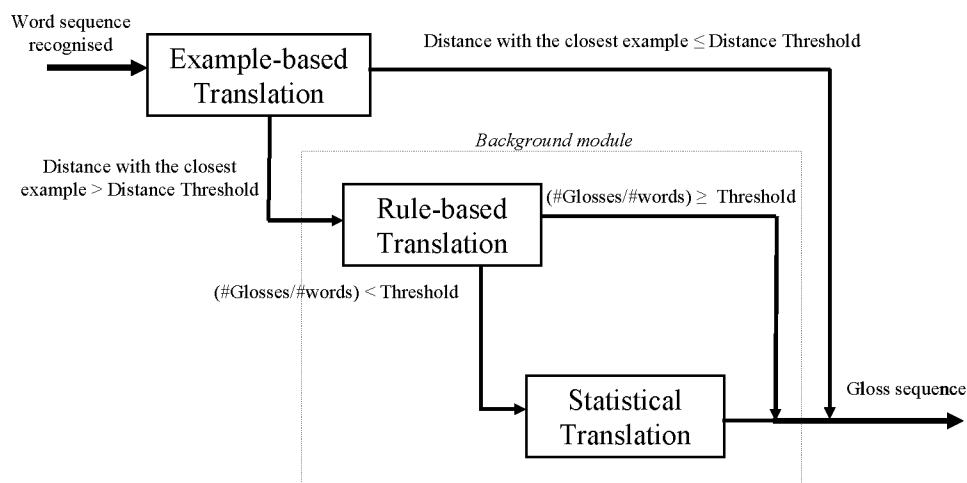 Word sequence
recognised
Example-based
Translation
Distance with the closest example ≤ Distance Threshold
Background module
Distance with the closest
example > Distance Threshold
Rule-based
Translation
(#Glosses/#words) ≥ Threshold
(#Glosses/#words) < Threshold
Statistical
Translation
Gloss sequence